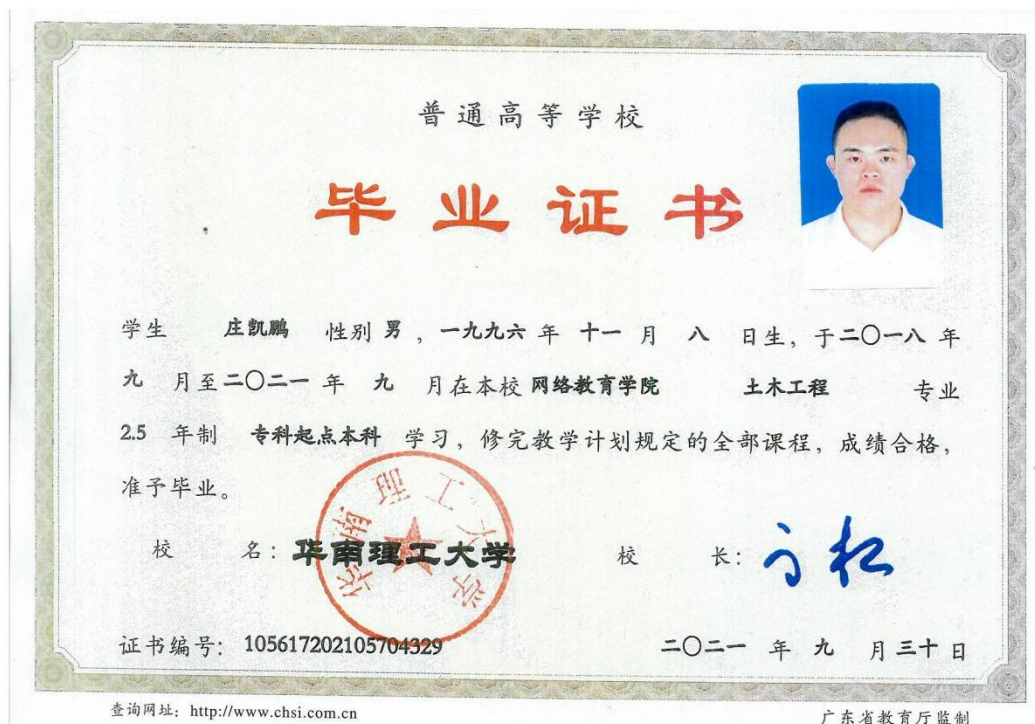 普通高等学校
毕业证书
学生 庄凯鹏 性别 男 ，一九九六 年 十一 月 八 日生，于二〇一八 年
九 月至二〇二一 年 九 月在本校 网络教育学院 土木工程 专业
2.5 年制 专科起点本科 学习，修完教学计划规定的全部课程，成绩合格，
准予毕业。
华南理工大学
校 名：华南理工大学 校 长：
证书编号：105617202105704329 二〇二一 年 九 月三十 日
查询网址：http://www.chsi.com.cn 广东省教育厅监制